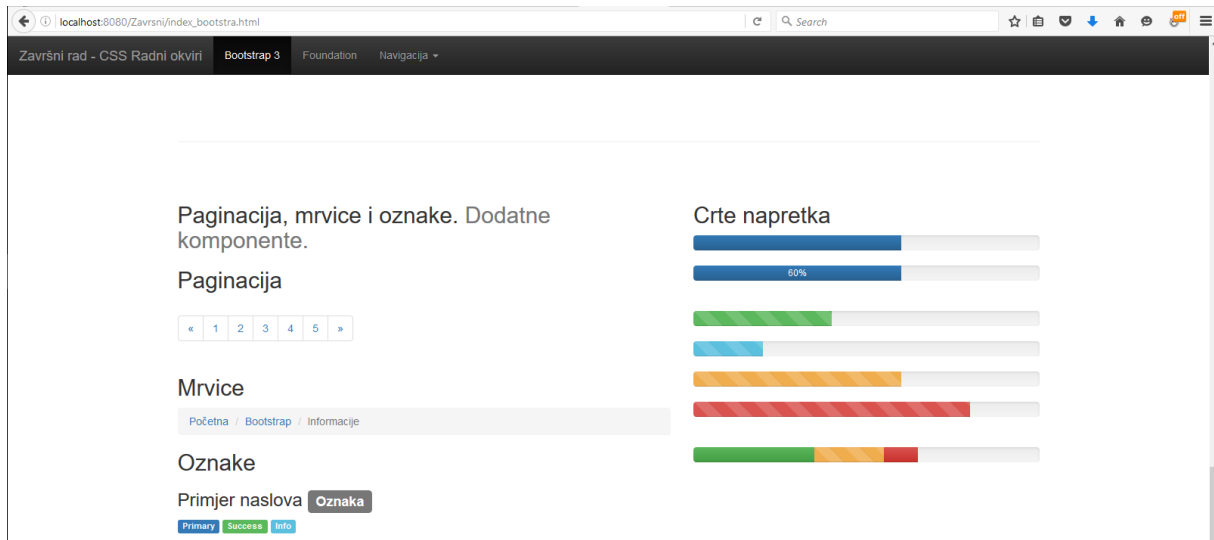 localhost:8080/Zavrsni/index_bootstra.html
Search
off
Završni rad - CSS Radni okviri Bootstrap 3 Foundation Navigacija
Paginacija, mrvice i oznake. Dodatne
komponente.
Paginacija
« 1 2 3 4 5 »
Mrvice
Početna / Bootstrap / Informacije
Oznake
Primjer naslova Oznaka
Primary Success Info
Crte napretka
60%